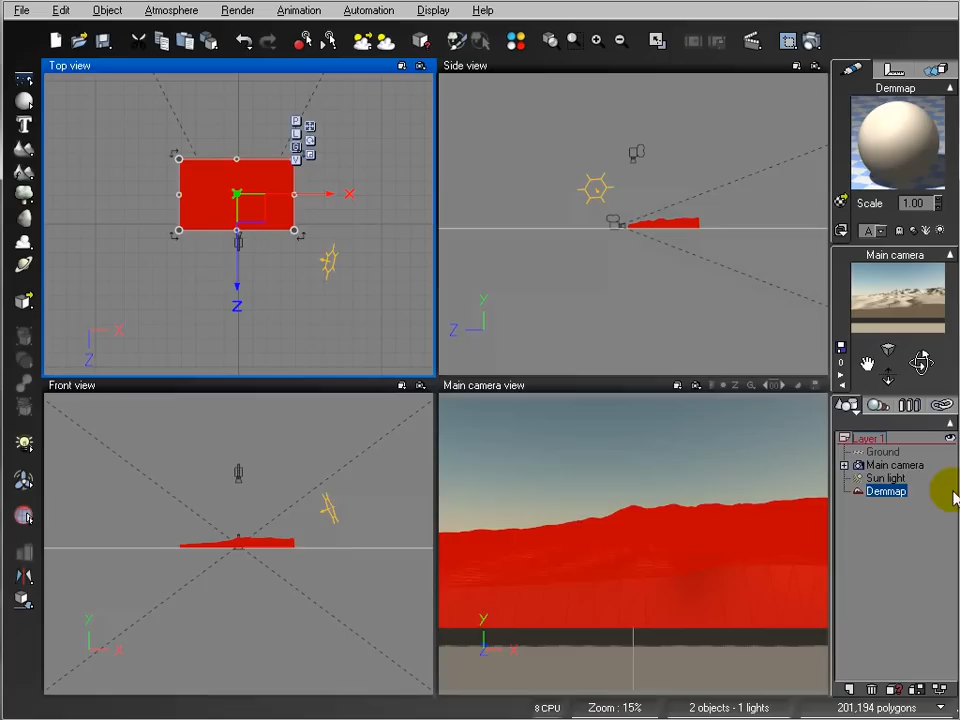 File Edit Object Atmosphere Render Animation Automation Display Help
Top view
Side view
Demmap
P
L
G
V
X
Z
X
Z
Y
Z
Scale 1.00
A
Main camera
0
Front view
Main camera view
Z
G
00
Layer 1
Ground
Main camera
Sun light
Demmap
Y
X
Y
Z
X
8 CPU Zoom : 15% 2 objects - 1 lights 201,194 polygons